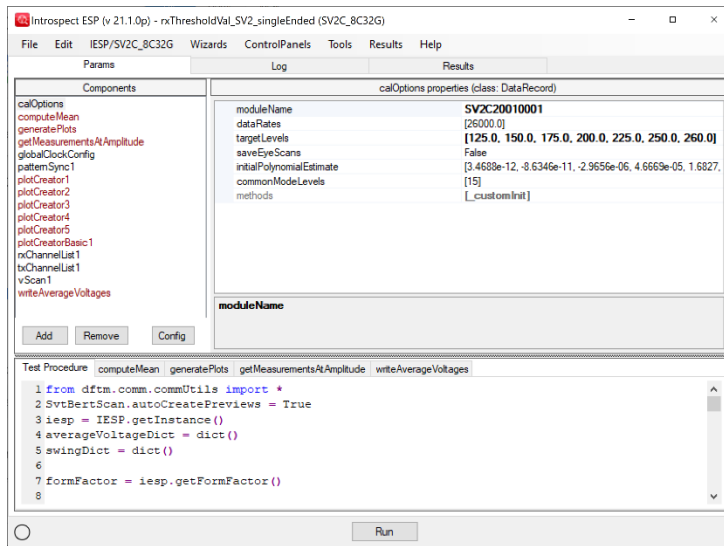 Introspect ESP (v 21.1.0p) - rxThresholdVal_SV2_singleEnded (SV2C_8C32G)
File Edit IESP/SV2C_8C32G Wizards ControlPanels Tools Results Help
Params Log Results
Components
calOptions
computeMean
generatePlots
getMeasurementsAtAmplitude
globalClockConfig
patternSync1
plotCreator1
plotCreator2
plotCreator3
plotCreator4
plotCreator5
plotCreatorBasic1
rxChannelList1
txChannelList1
vScan1
writeAverageVoltages
Add Remove Config
calOptions properties (class: DataRecord)
moduleName SV2C20010001
dataRates [26000.0]
targetLevels [125.0, 150.0, 175.0, 200.0, 225.0, 250.0, 260.0]
saveEyeScans False
initialPolynomialEstimate [3.4688e-12, -8.6346e-11, -2.9656e-06, 4.6669e-05, 1.6827,
commonModeLevels [15]
methods [_customInit]
moduleName
Test Procedure computeMean generatePlots getMeasurementsAtAmplitude writeAverageVoltages
1 from dftm.comm.commUtils import *
2 SvtBertScan.autoCreatePreviews = True
3 iesp = IESP.getInstance()
4 averageVoltageDict = dict()
5 swingDict = dict()
6
7 formFactor = iesp.getFormFactor()
8
Run